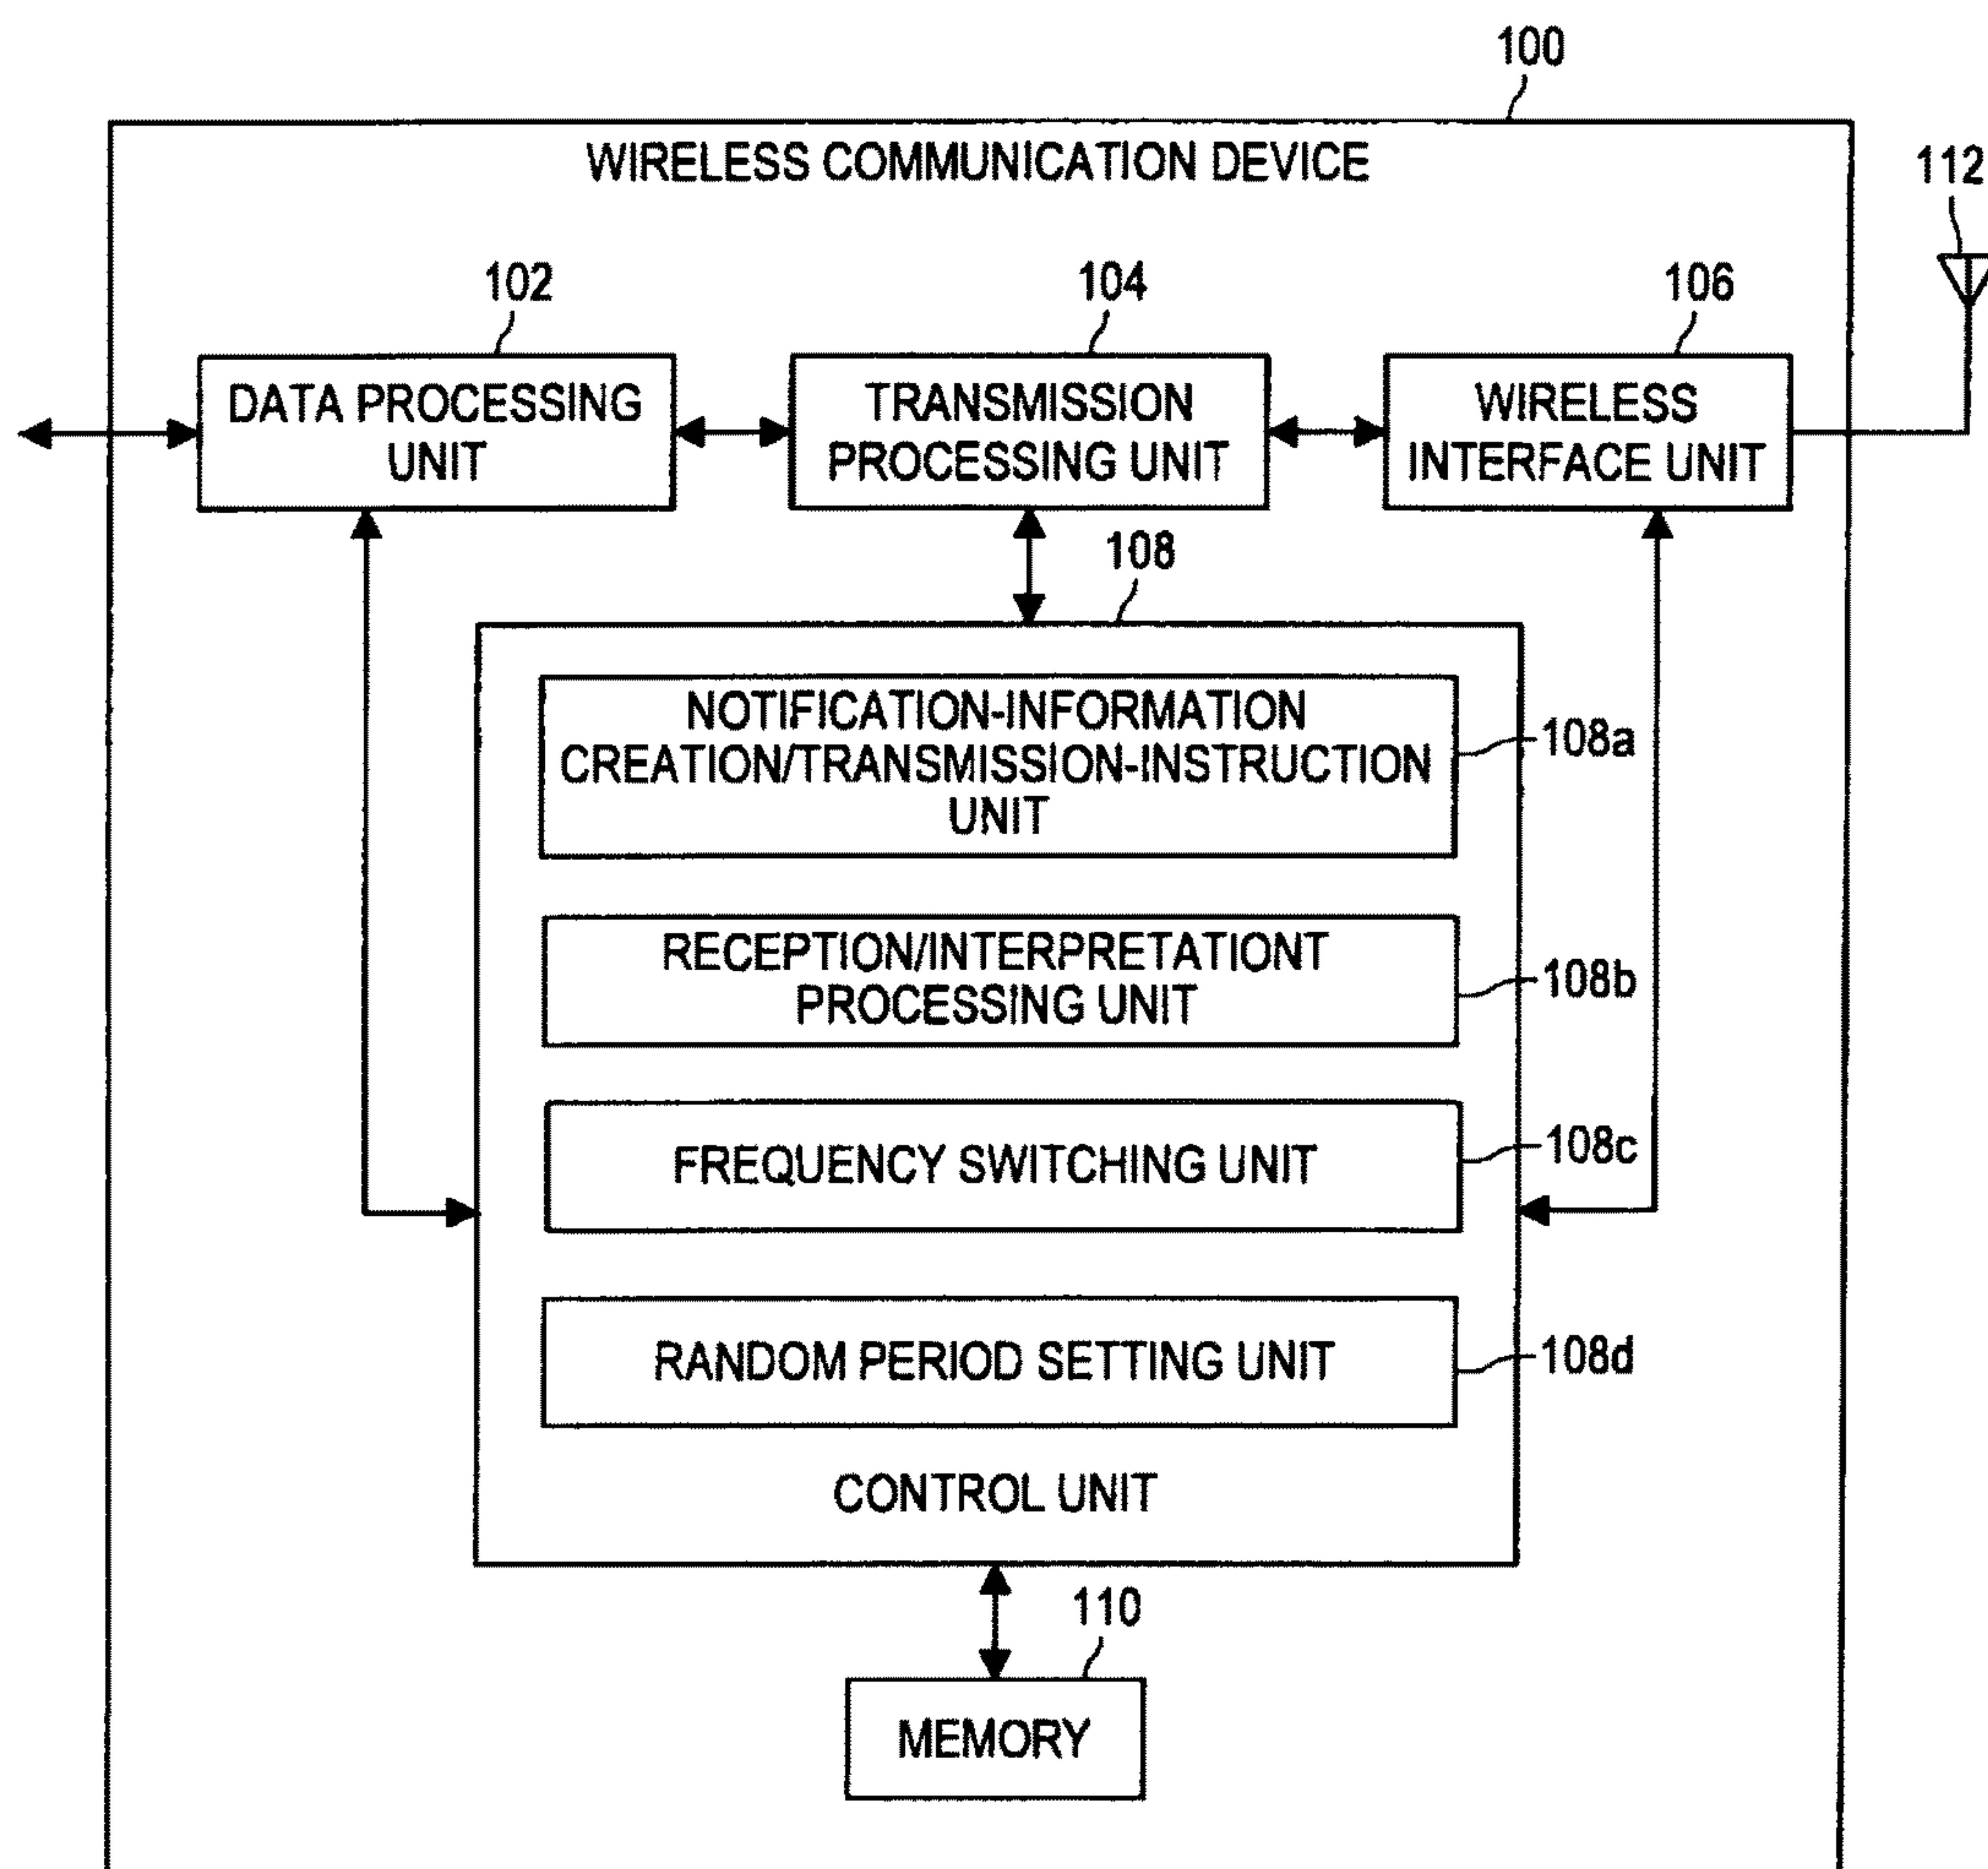 100
WIRELESS COMMUNICATION DEVICE
112
102
104
106
DATA PROCESSING
UNIT
TRANSMISSION
PROCESSING UNIT
WIRELESS
INTERFACE UNIT
108
NOTIFICATION-INFORMATION
CREATION/TRANSMISSION-INSTRUCTION
UNIT
108a
RECEPTION/INTERPRETATIONT
PROCESSING UNIT
108b
FREQUENCY SWITCHING UNIT
108c
RANDOM PERIOD SETTING UNIT
108d
CONTROL UNIT
110
MEMORY